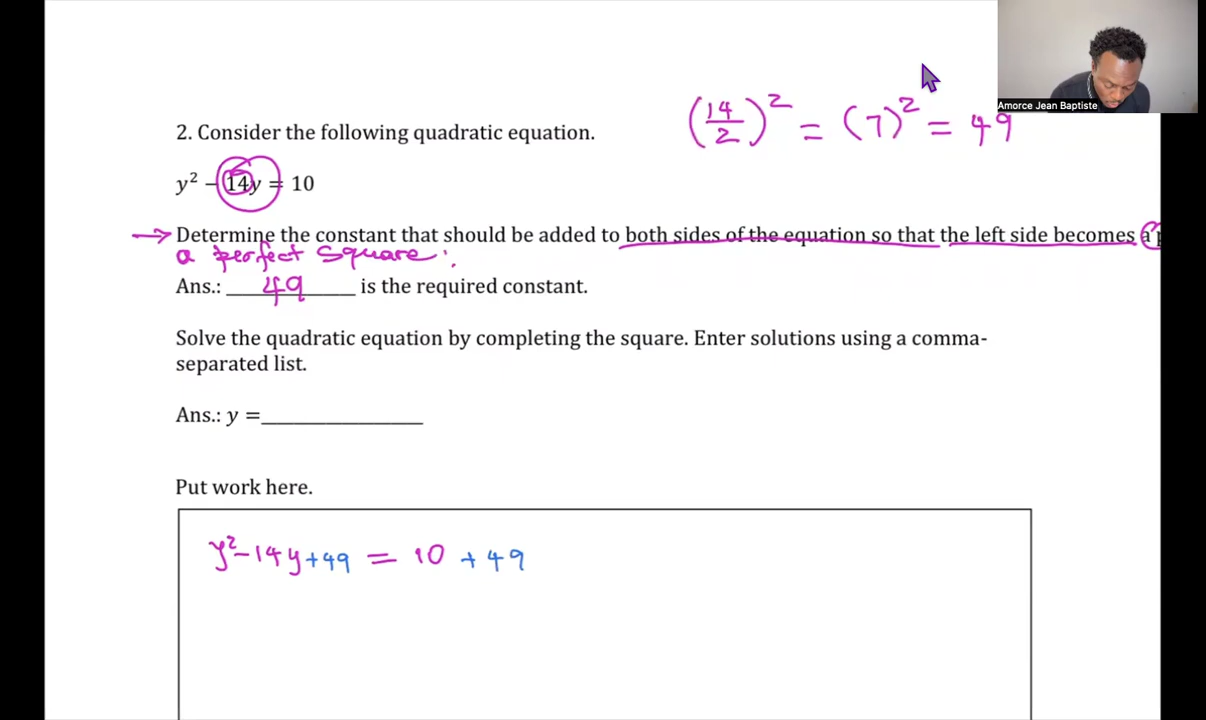 Amorce Jean Baptiste
(14/2)² = (7)² = 49
2. Consider the following quadratic equation.
y² − 14y = 10
Determine the constant that should be added to both sides of the equation so that the left side becomes a
a perfect square.
Ans.: 49 is the required constant.
Solve the quadratic equation by completing the square. Enter solutions using a comma-
separated list.
Ans.: y =______________
Put work here.
y²-14y+49 = 10 +49